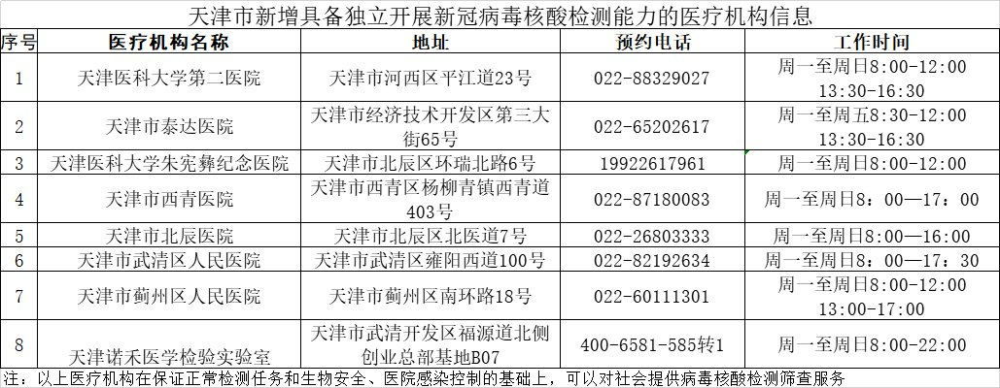 天津市新增具备独立开展新冠病毒核酸检测能力的医疗机构信息
序号 医疗机构名称 地址 预约电话 工作时间
1 天津医科大学第二医院 天津市河西区平江道23号 022-88329027 周一至周日8:00-12:00
13:30-16:30
2 天津市泰达医院 天津市经济技术开发区第三大
街65号 022-65202617 周一至周五8:30-12:00
13:30-16:30
3 天津医科大学朱宪彝纪念医院 天津市北辰区环瑞北路6号 19922617961 周一至周日8:00-12:00
4 天津市西青医院 天津市西青区杨柳青镇西青道
403号 022-87180083 周一至周日8：00—17：00
5 天津市北辰医院 天津市北辰区北医道7号 022-26803333 周一至周日8:00—16:00
6 天津市武清区人民医院 天津市武清区雍阳西道100号 022-82192634 周一至周日8：00—17：30
7 天津市蓟州区人民医院 天津市蓟州区南环路18号 022-60111301 周一至周日8:00-12:00
13:00-17:00
8 天津诺禾医学检验实验室 天津市武清开发区福源道北侧
创业总部基地B07 400-6581-585转1 周一至周日8:00-22:00
注：以上医疗机构在保证正常检测任务和生物安全、医院感染控制的基础上，可以对社会提供病毒核酸检测筛查服务